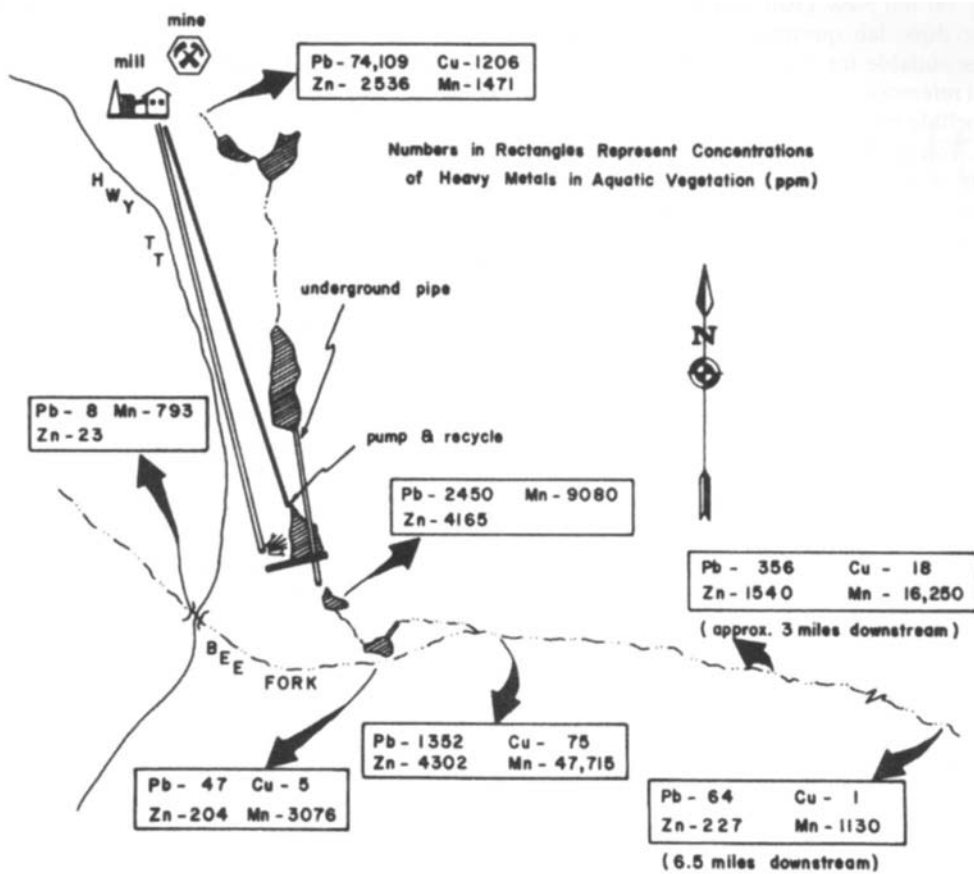 mine
mill
Pb - 74,109 Cu - 1206
Zn - 2536 Mn - 1471
Numbers in Rectangles Represent Concentrations
of Heavy Metals in Aquatic Vegetation (ppm)
HWY TT
underground pipe
N
Pb - 8 Mn - 793
Zn - 23
pump & recycle
Pb - 2450 Mn - 9080
Zn - 4165
Pb - 356 Cu - 18
Zn - 1540 Mn - 16,250
(approx. 3 miles downstream)
BEE FORK
Pb - 1352 Cu - 75
Zn - 4302 Mn - 47,715
Pb - 47 Cu - 5
Zn - 204 Mn - 3076
Pb - 64 Cu - 1
Zn - 227 Mn - 1130
(6.5 miles downstream)